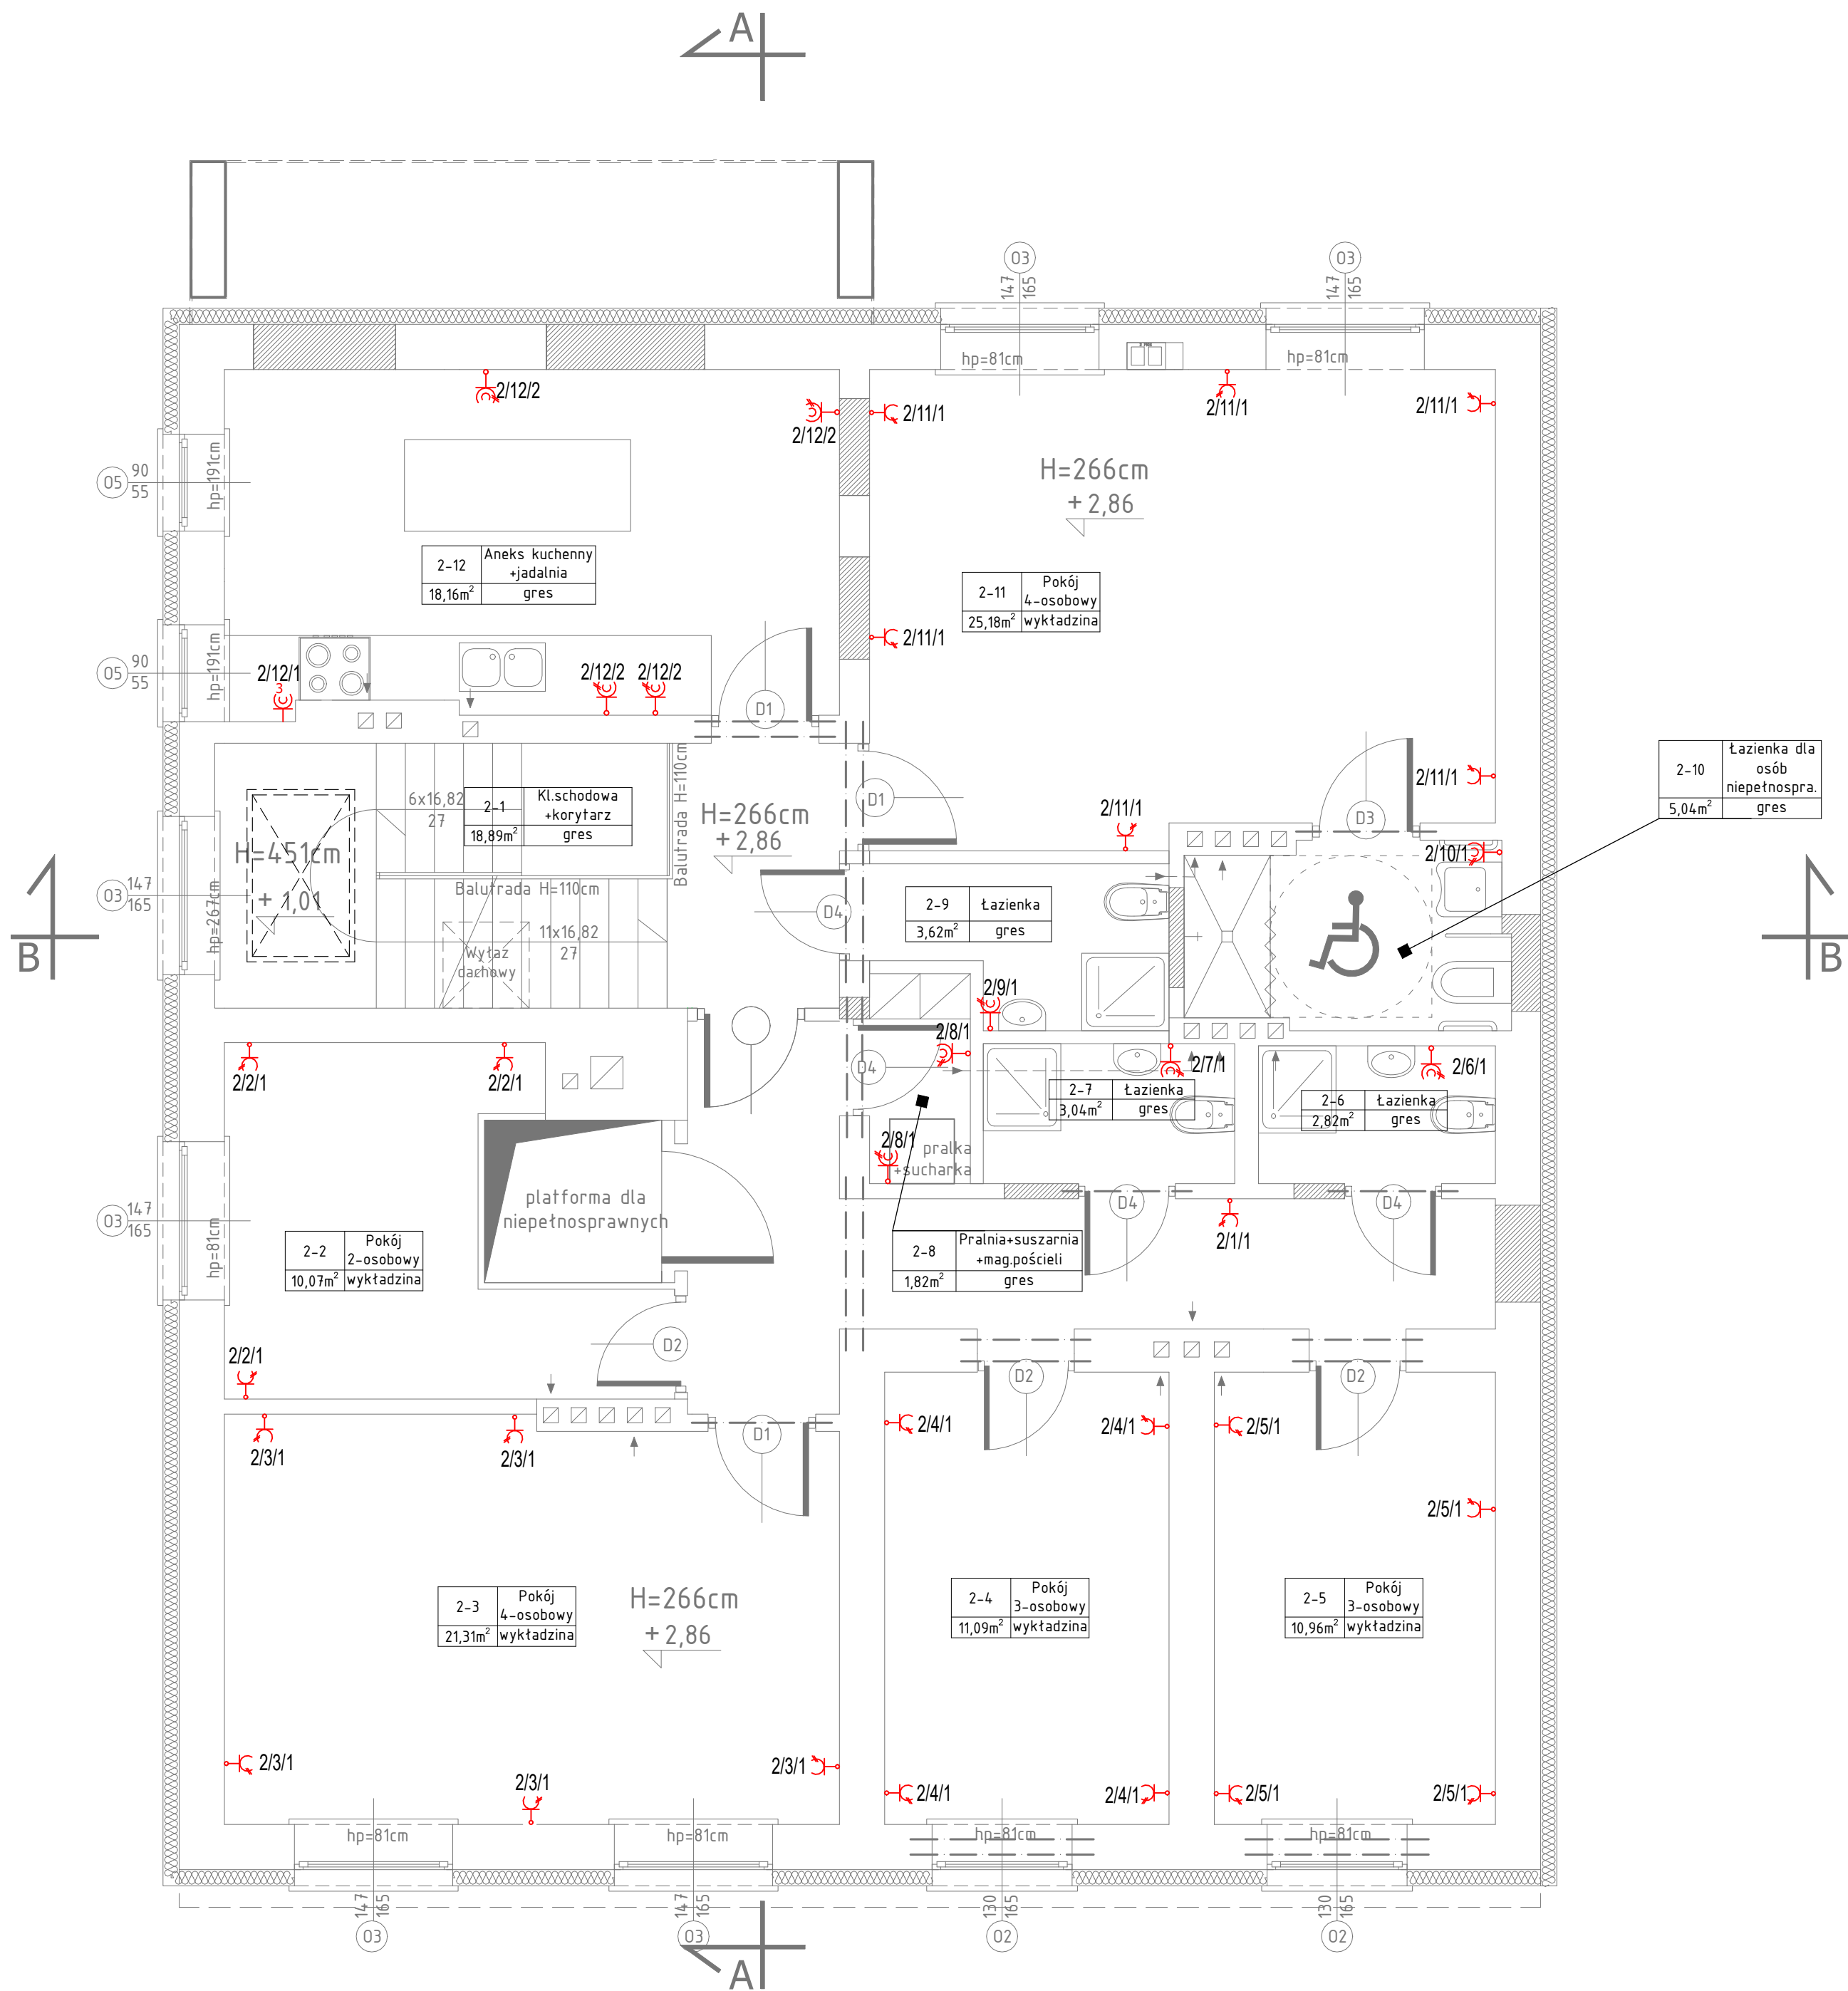 A
O3
147
165
O3
147
165
hp=81cm
hp=81cm
2/12/2
2/12/2
2/11/1
2/11/1
2/11/1
O5
90
55
hp=191cm
H=266cm
+ 2,86
2-12
Aneks kuchenny
+jadalnia
18,16m²
gres
2-11
Pokój
4-osobowy
25,18m²
wykładzina
2/11/1
O5
90
55
hp=191cm
2/12/1
3
2/12/2
2/12/2
D1
2/11/1
2-10
Łazienka dla
osób
niepełnospra.
5,04m²
gres
6x16,82
27
2-1
Kl.schodowa
+korytarz
18,89m²
gres
Balutrada H=110cm
H=266cm
+ 2,86
D1
2/11/1
D3
H=451cm
+ 1,01
Balutrada H=110cm
2/10/1
O3
147
165
hp=267cm
11x16,82
27
Wyłaz
dachowy
D4
2-9
Łazienka
3,62m²
gres
B
B
2/9/1
2/8/1
2/2/1
2/2/1
D4
2/7/1
2/6/1
2-7
Łazienka
3,04m²
gres
2-6
Łazienka
2,82m²
gres
2/8/1
pralka
+sucharka
platforma dla
niepełnosprawnych
O3
147
165
hp=81cm
D4
D4
2/1/1
2-2
Pokój
2-osobowy
10,07m²
wykładzina
2-8
Pralnia+suszarnia
+mag.pościeli
1,82m²
gres
D2
2/2/1
D2
D2
2/3/1
2/3/1
D1
2/4/1
2/4/1
2/5/1
2/5/1
2-3
Pokój
4-osobowy
21,31m²
wykładzina
H=266cm
+ 2,86
2-4
Pokój
3-osobowy
11,09m²
wykładzina
2-5
Pokój
3-osobowy
10,96m²
wykładzina
2/3/1
2/3/1
2/3/1
2/4/1
2/4/1
2/5/1
2/5/1
hp=81cm
hp=81cm
hp=81cm
hp=81cm
147
165
147
165
130
165
130
165
O3
O3
O2
O2
A